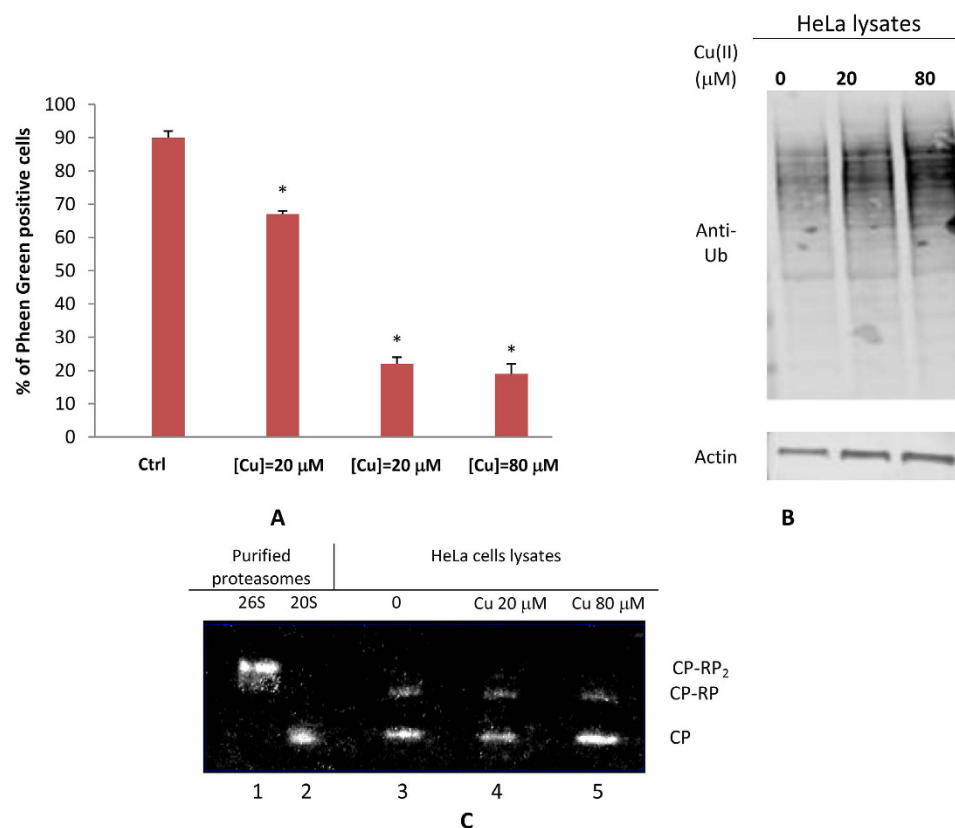 % of Pheen Green positive cells
100
90
80
70
60
50
40
30
20
10
0
*
*
*
Ctrl [Cu]=20 μM [Cu]=20 μM [Cu]=80 μM
A
HeLa lysates
Cu(II)
(μM) 0 20 80
Anti-
Ub
Actin
B
Purified
proteasomes
HeLa cells lysates
26S 20S 0 Cu 20 μM Cu 80 μM
CP-RP₂
CP-RP
CP
1 2 3 4 5
C